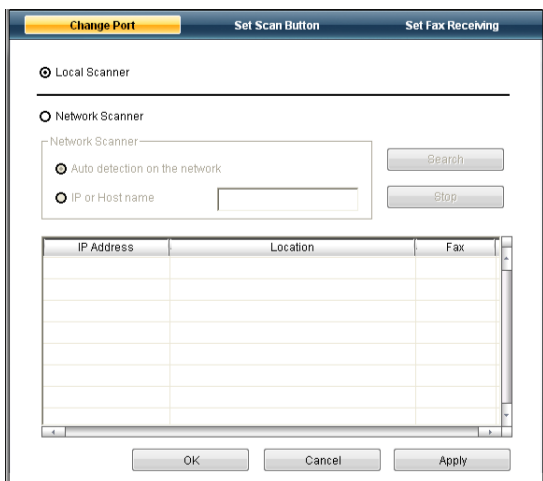 Change Port Set Scan Button Set Fax Receiving
Local Scanner
Network Scanner
Network Scanner
Auto detection on the network
Search
IP or Host name
Stop
IP Address Location Fax
OK Cancel Apply